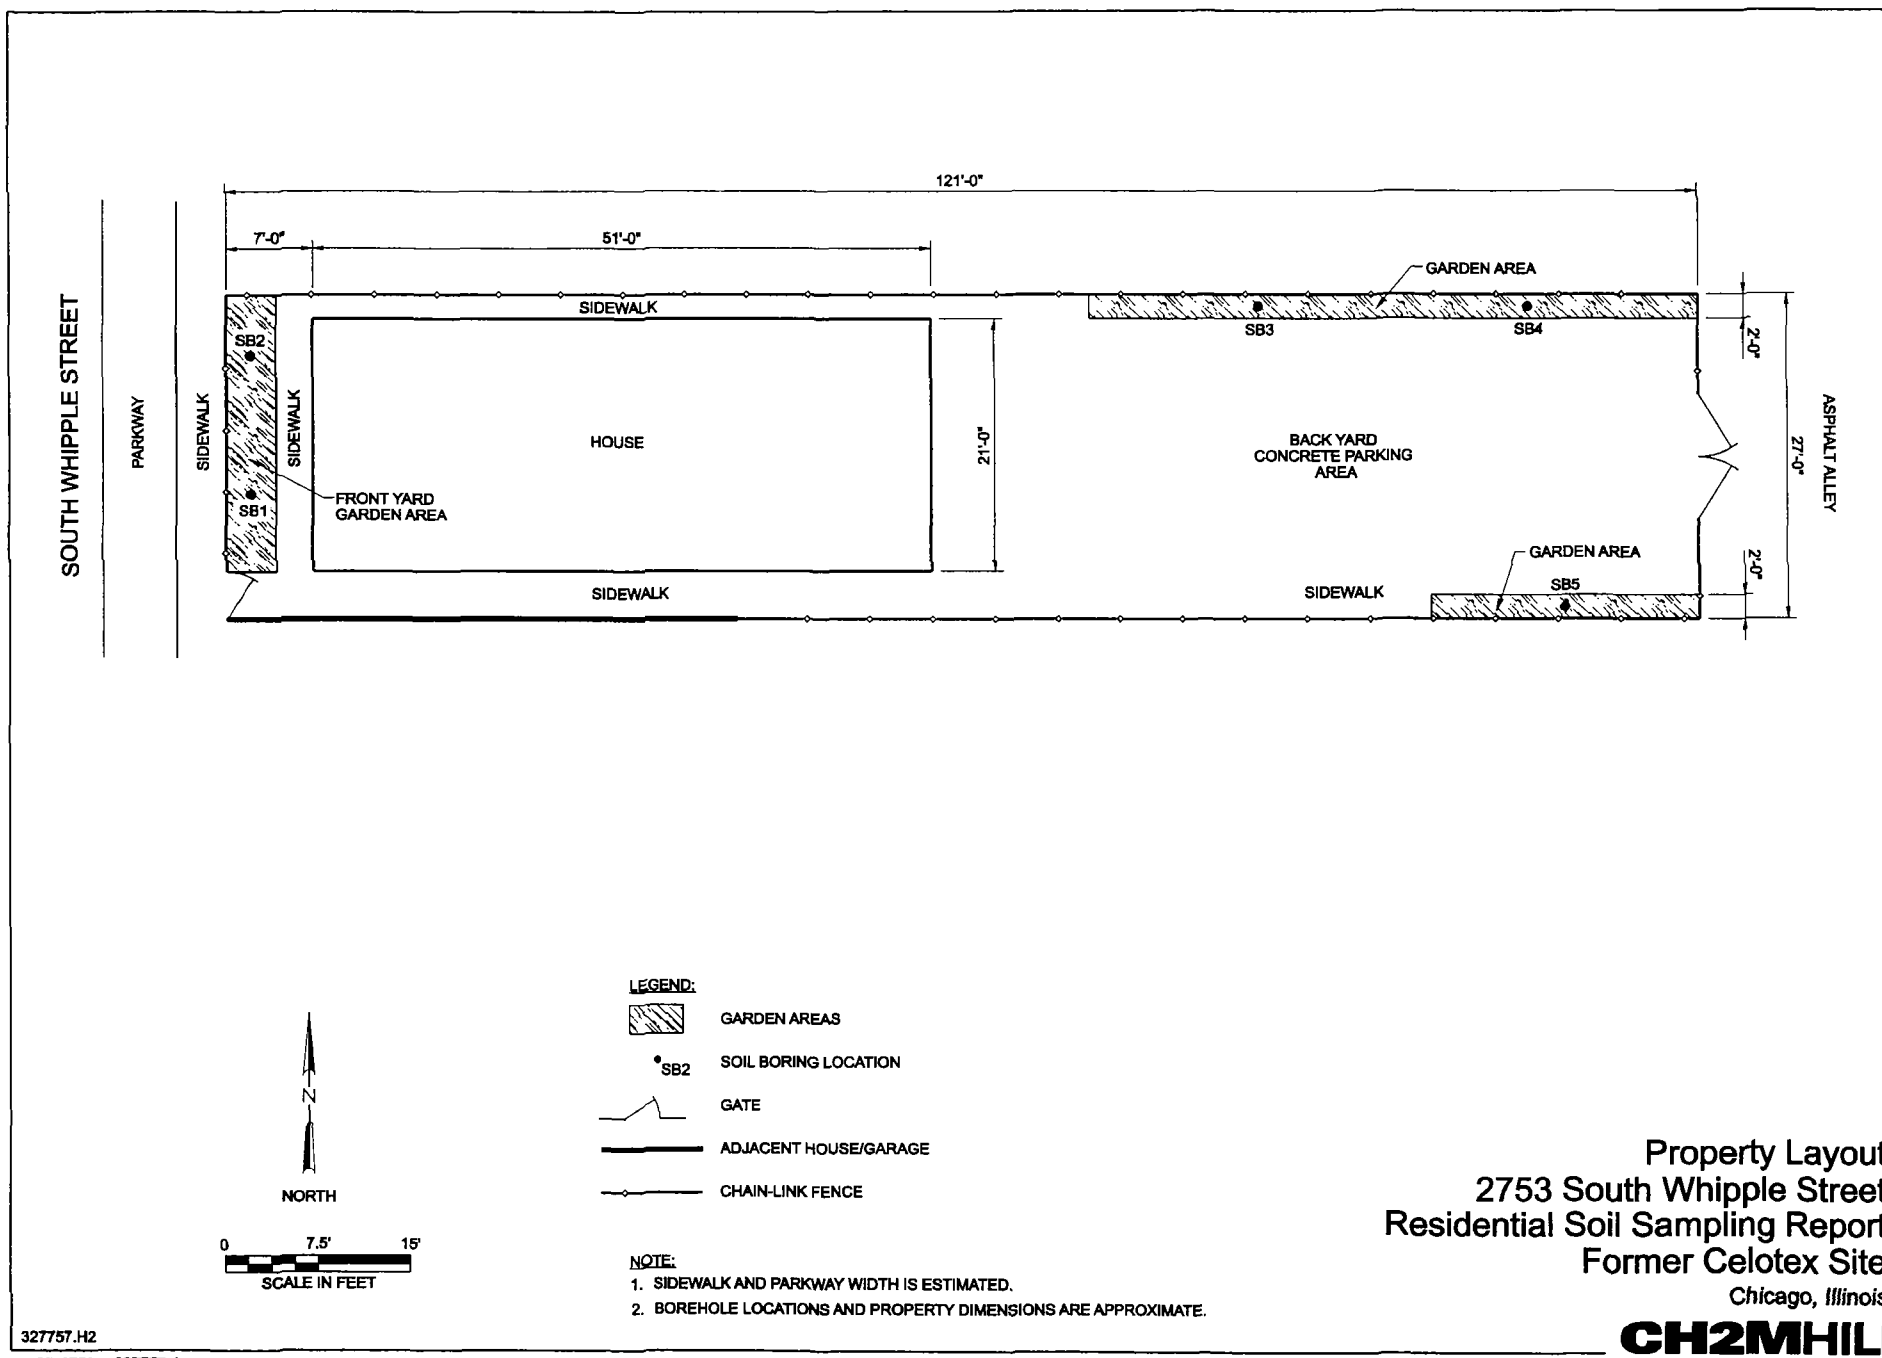 121'-0"
7'-0"
51'-0"
GARDEN AREA
SIDEWALK
SB2
SB3
SB4
2'-0"
SOUTH WHIPPLE STREET
PARKWAY
SIDEWALK
SIDEWALK
HOUSE
21'-0"
BACK YARD
CONCRETE PARKING
AREA
27'-0"
ASPHALT ALLEY
FRONT YARD
GARDEN AREA
SB1
GARDEN AREA
2'-0"
SB5
SIDEWALK
SIDEWALK
LEGEND:
GARDEN AREAS
SB2
SOIL BORING LOCATION
GATE
ADJACENT HOUSE/GARAGE
CHAIN-LINK FENCE
N
NORTH
0 7.5' 15'
SCALE IN FEET
NOTE:
1. SIDEWALK AND PARKWAY WIDTH IS ESTIMATED.
2. BOREHOLE LOCATIONS AND PROPERTY DIMENSIONS ARE APPROXIMATE.
Property Layout
2753 South Whipple Street
Residential Soil Sampling Report
Former Celotex Site
Chicago, Illinois
CH2MHILL
327757.H2